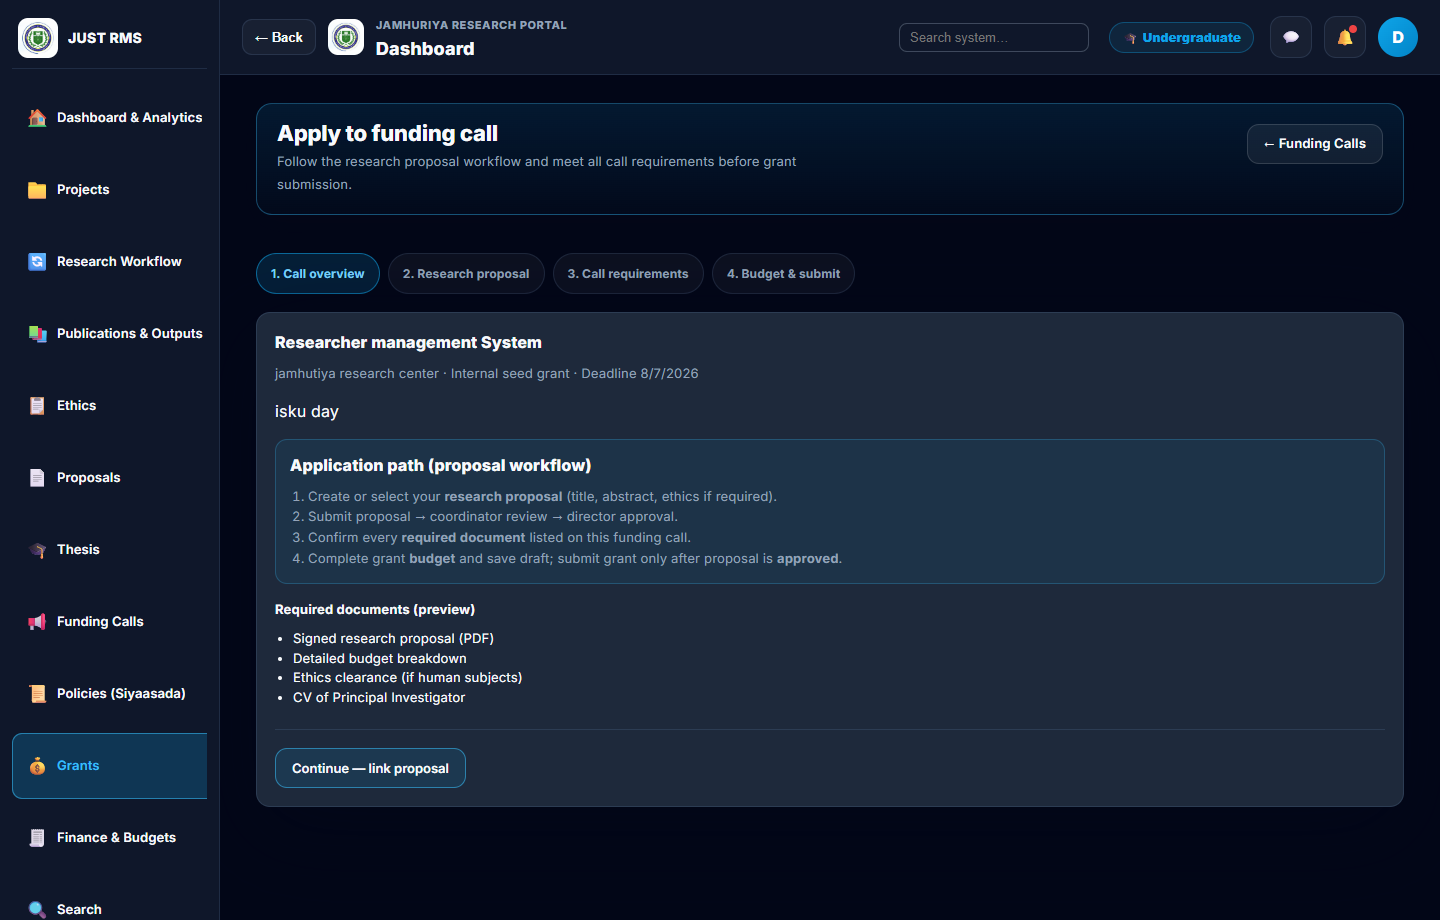 JUST RMS
Dashboard & Analytics
Projects
Research Workflow
Publications & Outputs
Ethics
Proposals
Thesis
Funding Calls
Policies (Siyaasada)
Grants
Finance & Budgets
Search
← Back
JAMHURIYA RESEARCH PORTAL
Dashboard
Search system...
Undergraduate
D
Apply to funding call
Follow the research proposal workflow and meet all call requirements before grant
submission.
← Funding Calls
1. Call overview
2. Research proposal
3. Call requirements
4. Budget & submit
Researcher management System
jamhutiya research center · Internal seed grant · Deadline 8/7/2026
isku day
Application path (proposal workflow)
1. Create or select your research proposal (title, abstract, ethics if required).
2. Submit proposal → coordinator review → director approval.
3. Confirm every required document listed on this funding call.
4. Complete grant budget and save draft; submit grant only after proposal is approved.
Required documents (preview)
• Signed research proposal (PDF)
• Detailed budget breakdown
• Ethics clearance (if human subjects)
• CV of Principal Investigator
Continue — link proposal